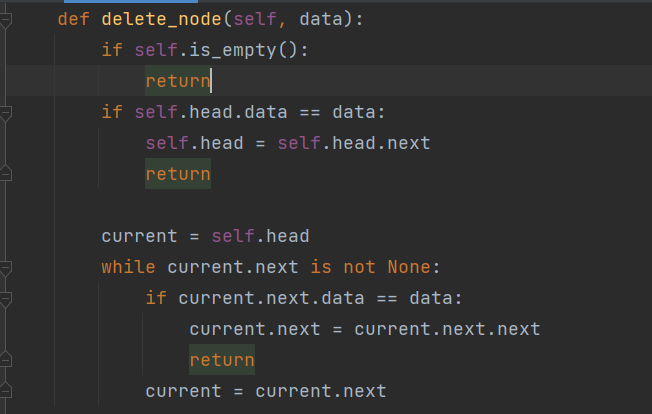 def delete_node(self, data):
    if self.is_empty():
        return
    if self.head.data == data:
        self.head = self.head.next
        return

    current = self.head
    while current.next is not None:
        if current.next.data == data:
            current.next = current.next.next
            return
        current = current.next